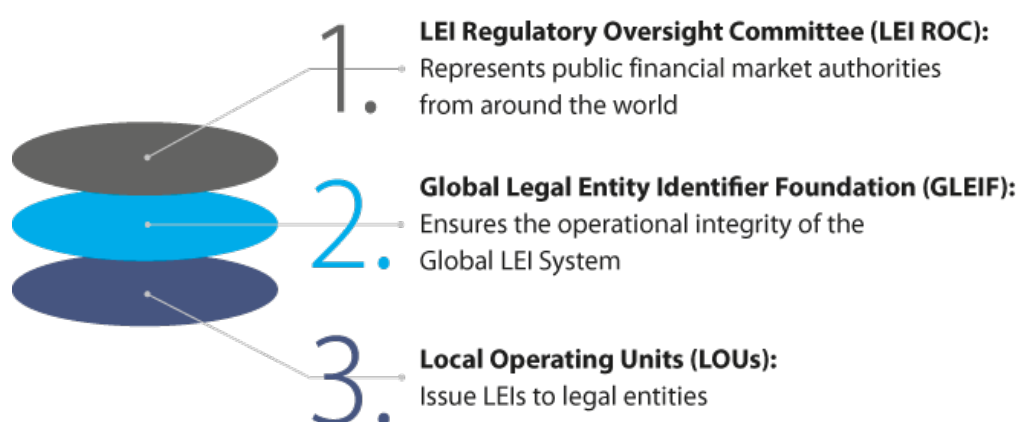 1.
LEI Regulatory Oversight Committee (LEI ROC):
Represents public financial market authorities
from around the world
2.
Global Legal Entity Identifier Foundation (GLEIF):
Ensures the operational integrity of the
Global LEI System
3.
Local Operating Units (LOUs):
Issue LEIs to legal entities